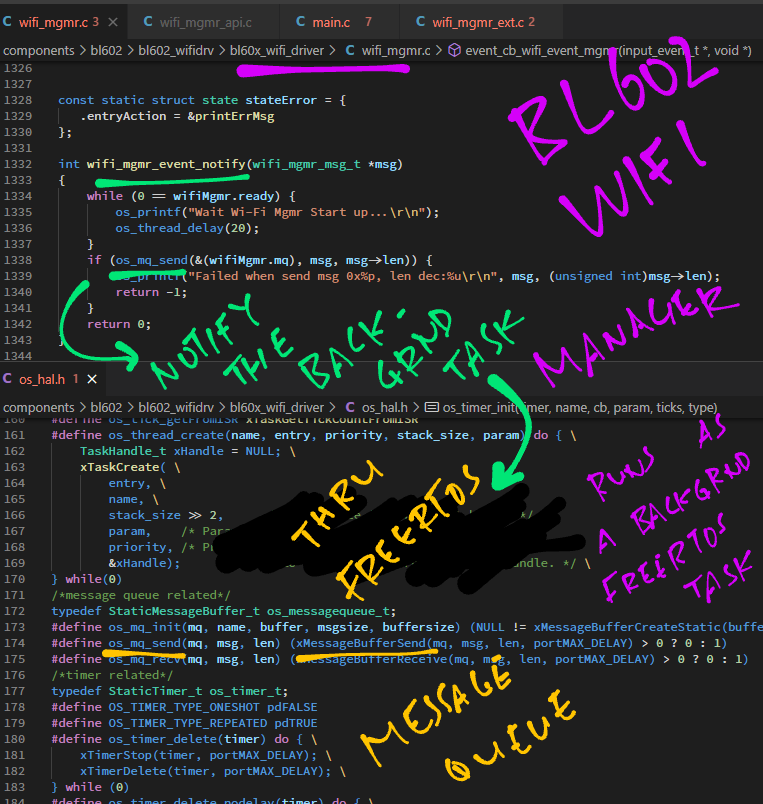 wifi_mgmr.c 3 × wifi_mgmr_api.c main.c 7 wifi_mgmr_ext.c 2
components > bl602 > bl602_wifidrv > bl60x_wifi_driver > C wifi_mgmr.c > event_cb_wifi_event_mgmr(input_event_t *, void *)
1326
1327
1328 const static struct state stateError = {
1329 .entryAction = &printErrMsg
1330 };
1331
1332 int wifi_mgmr_event_notify(wifi_mgmr_msg_t *msg)
1333 {
1334 while (0 == wifiMgmr.ready) {
1335 os_printf("Wait Wi-Fi Mgmr Start up...\r\n");
1336 os_thread_delay(20);
1337 }
1338 if (os_mq_send(&(wifiMgmr.mq), msg, msg->len)) {
1339 os_printf("Failed when send msg 0x%p, len dec:%u\r\n", msg, (unsigned int)msg->len);
1340 return -1;
1341 }
1342 return 0;
1343 }
1344
BL602
WIFI
MANAGER
NOTIFY
THE
BACK-
GRND
TASK
C os_hal.h 1 ×
components > bl602 > bl602_wifidrv > bl60x_wifi_driver > C os_hal.h > os_timer_init(timer, name, cb, param, ticks, type)
160 #define os_tick_getFromISR xTaskGetTickCountFromISR
161 #define os_thread_create(name, entry, priority, stack_size, param) do { \
162 TaskHandle_t xHandle = NULL; \
163 xTaskCreate( \
164 entry, \
165 name, \
166 stack_size >> 2,
167 param, /* Para
168 priority, /* Pr
169 &xHandle); ndle. */ \
170 } while(0)
171 /*message queue related*/
172 typedef StaticMessageBuffer_t os_messagequeue_t;
173 #define os_mq_init(mq, name, buffer, msgsize, buffersize) (NULL != xMessageBufferCreateStatic(buffe
174 #define os_mq_send(mq, msg, len) (xMessageBufferSend(mq, msg, len, portMAX_DELAY) > 0 ? 0 : 1)
175 #define os_mq_recv(mq, msg, len) (xMessageBufferReceive(mq, msg, len, portMAX_DELAY) > 0 ? 0 : 1)
176 /*timer related*/
177 typedef StaticTimer_t os_timer_t;
178 #define OS_TIMER_TYPE_ONESHOT pdFALSE
179 #define OS_TIMER_TYPE_REPEATED pdTRUE
180 #define os_timer_delete(timer) do { \
181 xTimerStop(timer, portMAX_DELAY); \
182 xTimerDelete(timer, portMAX_DELAY); \
183 } while (0)
184 #define os_timer_delete_nodelay(timer) do { \
THRU
FREERTOS
MESSAGE
QUEUE
RUNS AS
A BACKGRND
FREERTOS
TASK